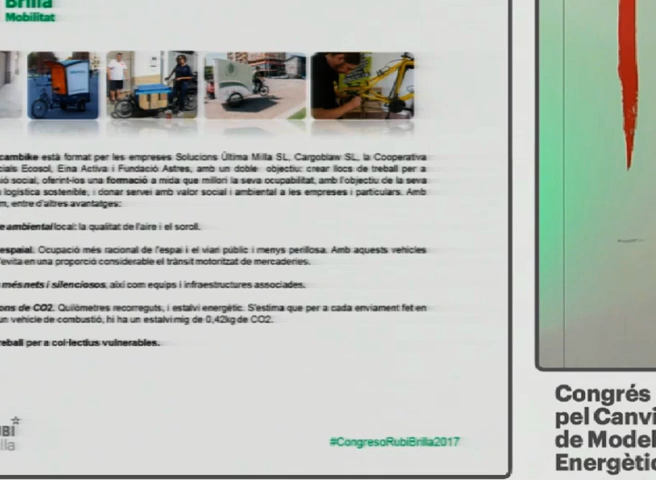 Brilla
Mobilitat
cambike està format per les empreses Solucions Última Milla SL, Cargoblaw SL, la Cooperativa
cials Ecosol, Eina Activa i Fundació Astres, amb un doble objectiu: crear llocs de treball per a
ió social, oferint-los una formació a mida que millori la seva ocupabilitat, amb l'objectiu de la seva
logística sostenible, i donar servei amb valor social i ambiental a les empreses i particulars. Amb
m, entre d'altres avantatges:
e ambiental local: la qualitat de l'aire i el soroll.
espaial. Ocupació més racional de l'espai i el viari públic i menys perillosa. Amb aquests vehicles
'evita en una proporció considerable el trànsit motoritzat de mercaderies.
més nets i silenciosos, així com equips i infraestructures associades.
ons de CO2. Quilòmetres recorreguts, i estalvi energètic. S'estima que per a cada enviament fet en
un vehicle de combustió, hi ha un estalvi mig de 0,42kg de CO2.
reball per a col·lectius vulnerables.
UBI
lla
#CongresoRubiBrilla2017
Congrés
pel Canvi
de Model
Energètic